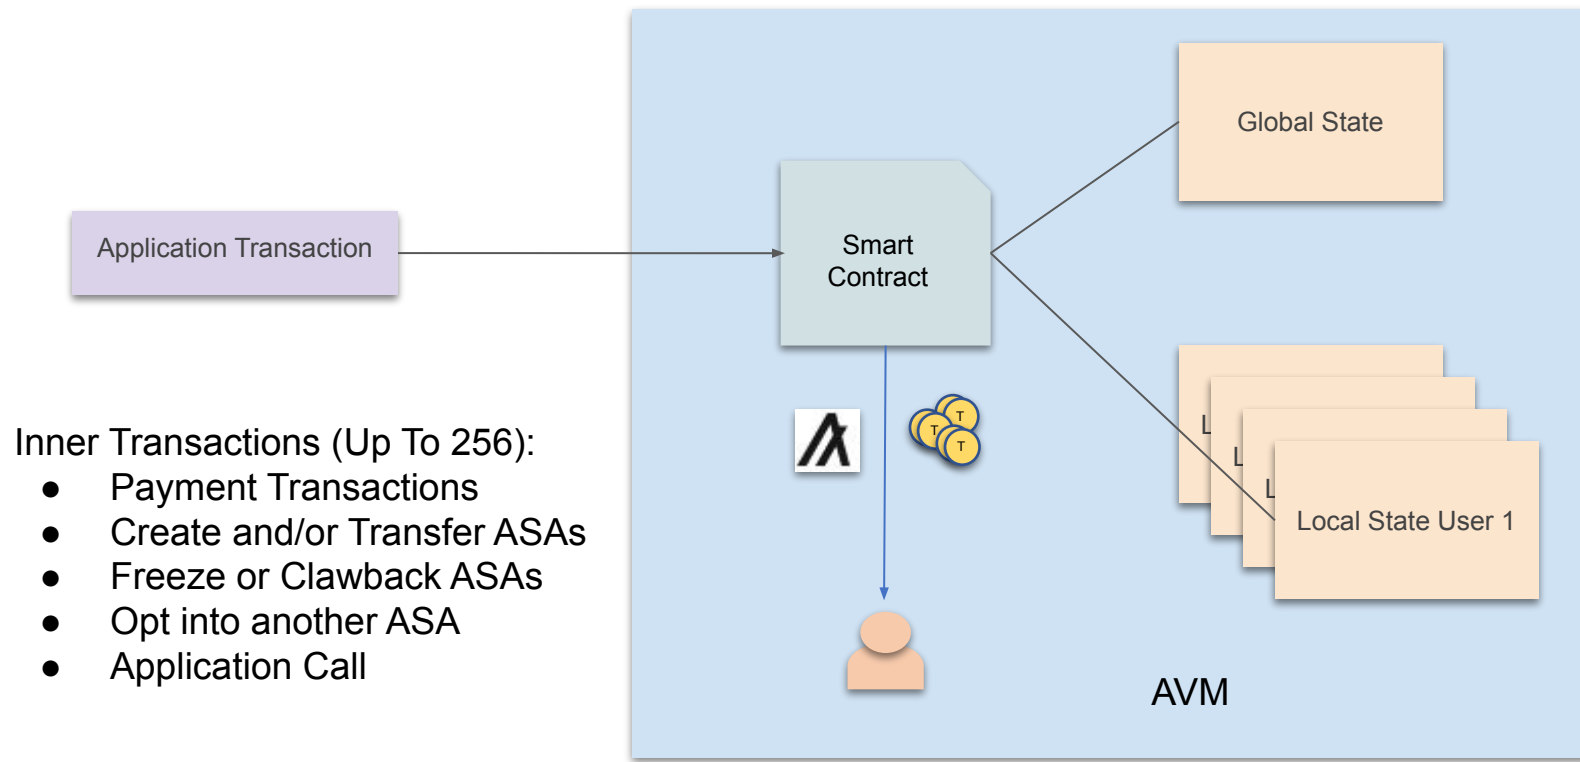 Global State
Application Transaction
Smart
Contract
T
T
T
T
Inner Transactions (Up To 256):
● Payment Transactions
● Create and/or Transfer ASAs
● Freeze or Clawback ASAs
● Opt into another ASA
● Application Call
L
L
L
Local State User 1
AVM